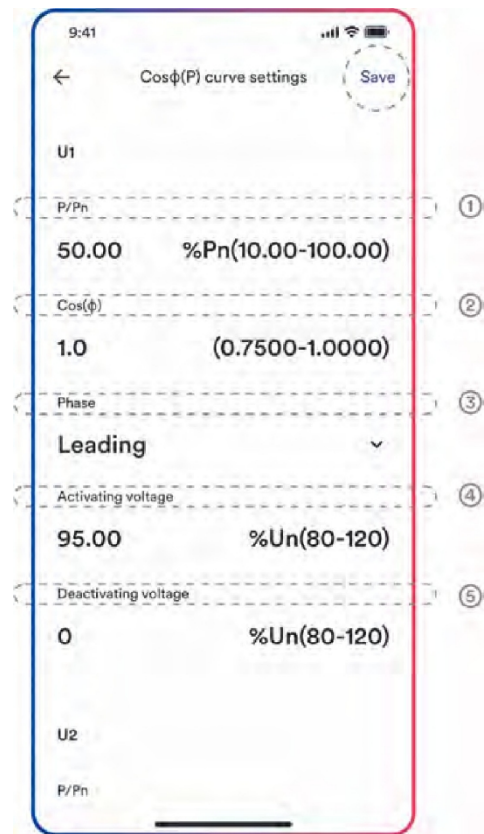 9:41
Cosϕ(P) curve settings Save
U1
P/Pn ①
50.00 %Pn(10.00-100.00)
Cos(ϕ) ②
1.0 (0.7500-1.0000)
Phase ③
Leading
Activating voltage ④
95.00 %Un(80-120)
Deactivating voltage ⑤
0 %Un(80-120)
U2
P/Pn